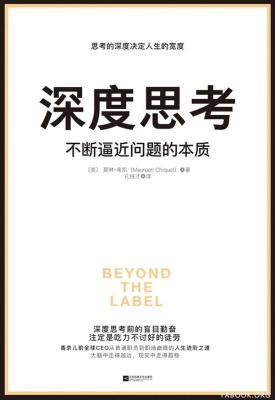 思考的深度决定人生的宽度
深度思考
不断逼近问题的本质
[美] 莫琳·希凯 (Maureen Chiquet) ◎著
孔锐才◎译
BEYOND
THE
LABEL
深度思考前的盲目勤奋
注定是吃力不讨好的徒劳
香奈儿前全球CEO从普通职员到职场巅峰的人生进阶之道
大脑中走得越远，现实中走得越稳
YABOOK.ORG